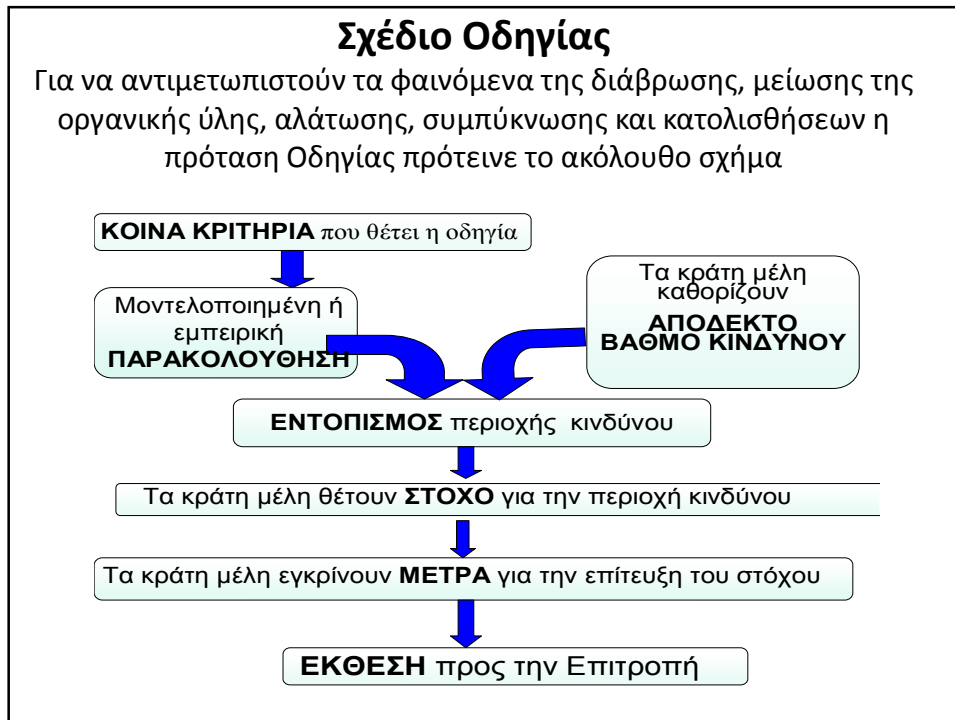 Σχέδιο Οδηγίας
Για να αντιμετωπιστούν τα φαινόμενα της διάβρωσης, μείωσης της
οργανικής ύλης, αλάτωσης, συμπύκνωσης και κατολισθήσεων η
πρόταση Οδηγίας πρότεινε το ακόλουθο σχήμα
ΚΟΙΝΑ ΚΡΙΤΗΡΙΑ που θέτει η οδηγία
Μοντελοποιημένη ή
εμπειρική
ΠΑΡΑΚΟΛΟΥΘΗΣΗ
Τα κράτη μέλη
καθορίζουν
ΑΠΟΔΕΚΤΟ
ΒΑΘΜΟ ΚΙΝΔΥΝΟΥ
ΕΝΤΟΠΙΣΜΟΣ περιοχής κινδύνου
Τα κράτη μέλη θέτουν ΣΤΟΧΟ για την περιοχή κινδύνου
Τα κράτη μέλη εγκρίνουν ΜΕΤΡΑ για την επίτευξη του στόχου
ΕΚΘΕΣΗ προς την Επιτροπή